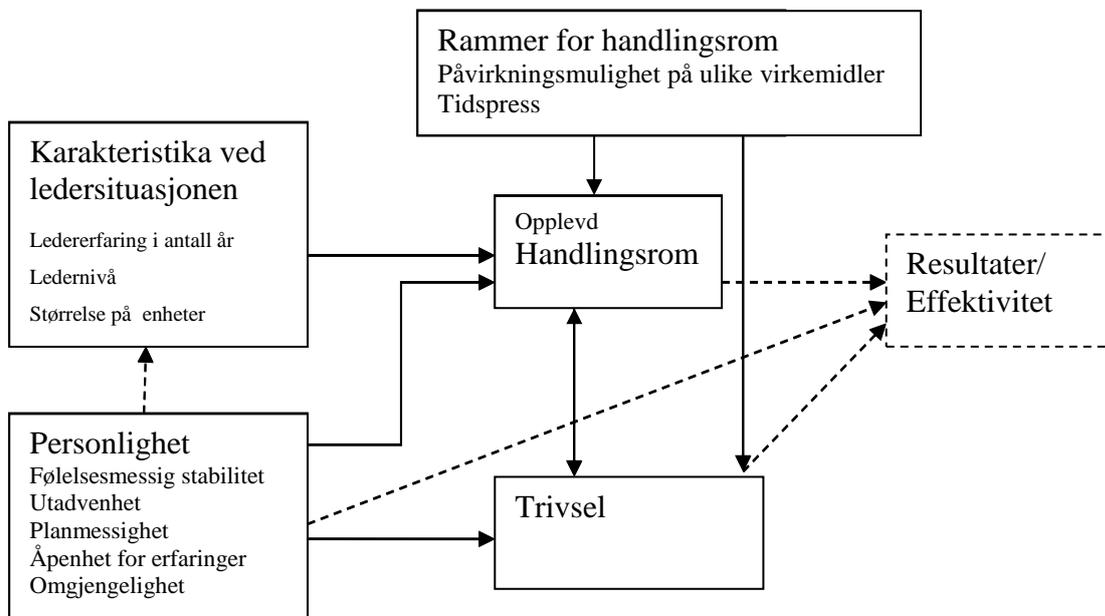 Rammer for handlingsrom
Påvirkningsmulighet på ulike virkemidler
Tidspress
Karakteristika ved
ledersituasjonen
Ledererfaring i antall år
Ledernivå
Størrelse på enheter
Opplevd
Handlingsrom
Resultater/
Effektivitet
Personlighet
Følelsesmessig stabilitet
Utadvenhet
Planmessighet
Åpenhet for erfaringer
Omgjengelighet
Trivsel